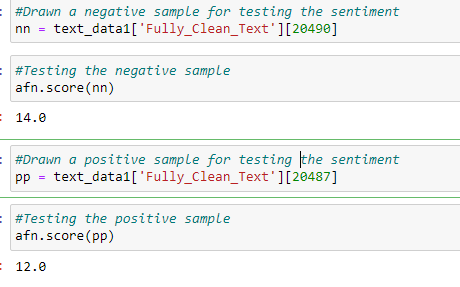 #Drawn a negative sample for testing the sentiment
nn = text_data1['Fully_Clean_Text'][20490]
#Testing the negative sample
afn.score(nn)
14.0
#Drawn a positive sample for testing the sentiment
pp = text_data1['Fully_Clean_Text'][20487]
#Testing the positive sample
afn.score(pp)
12.0